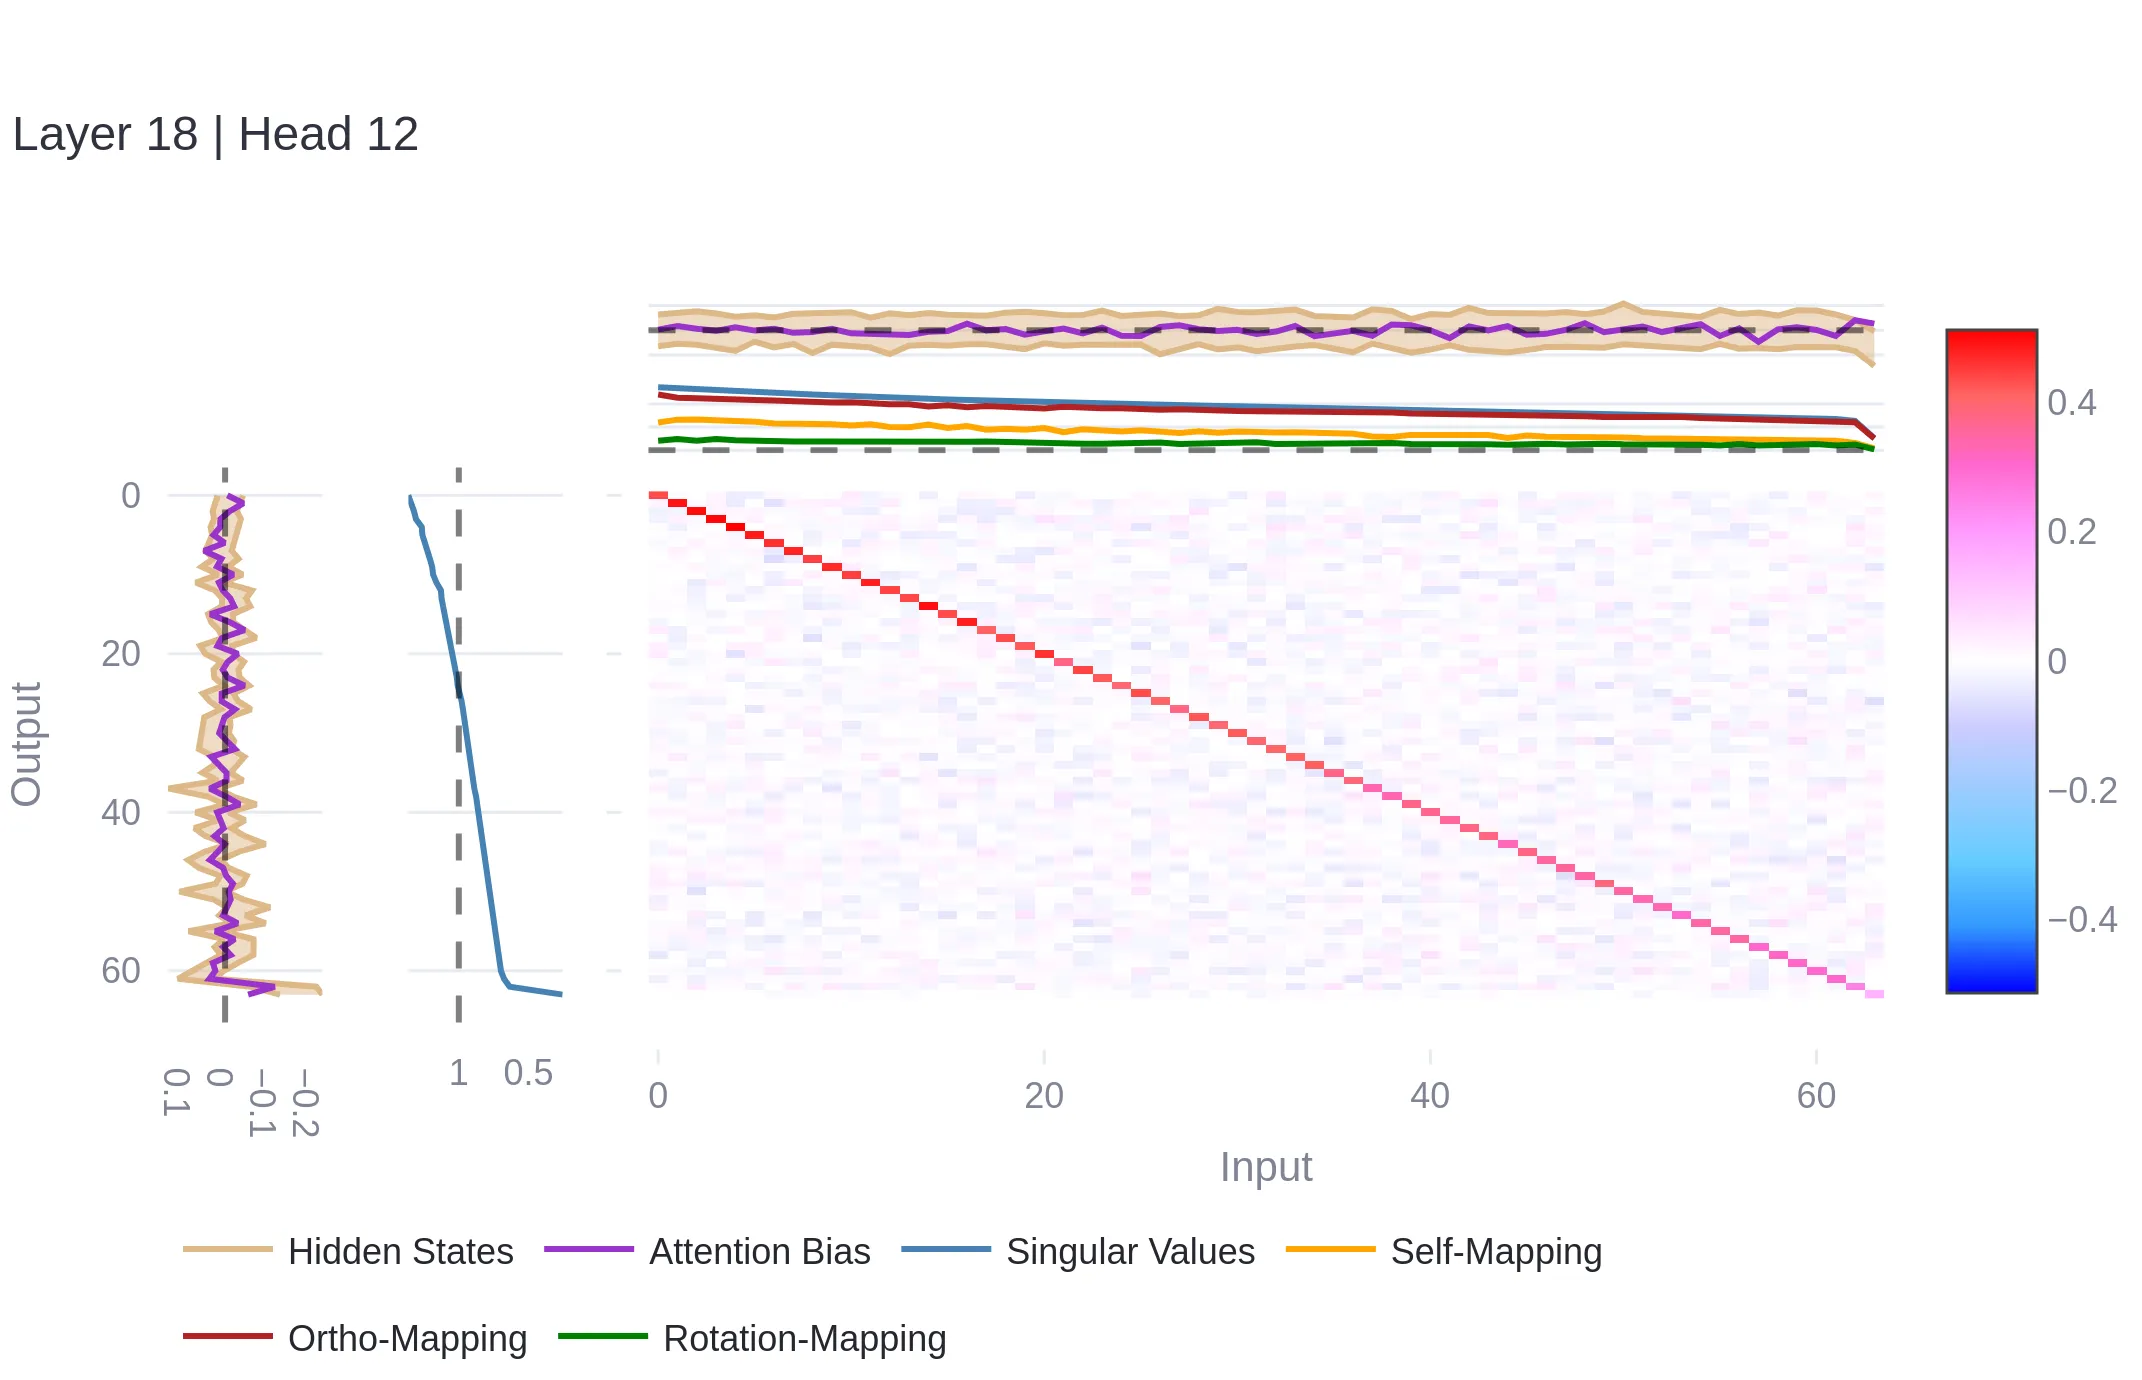 Layer 18 | Head 12
0.4
0.2
0
−0.2
−0.4
0
20
40
60
Output
0.1
0
−0.1
−0.2
1
0.5
0
20
40
60
Input
Hidden States
Attention Bias
Singular Values
Self-Mapping
Ortho-Mapping
Rotation-Mapping